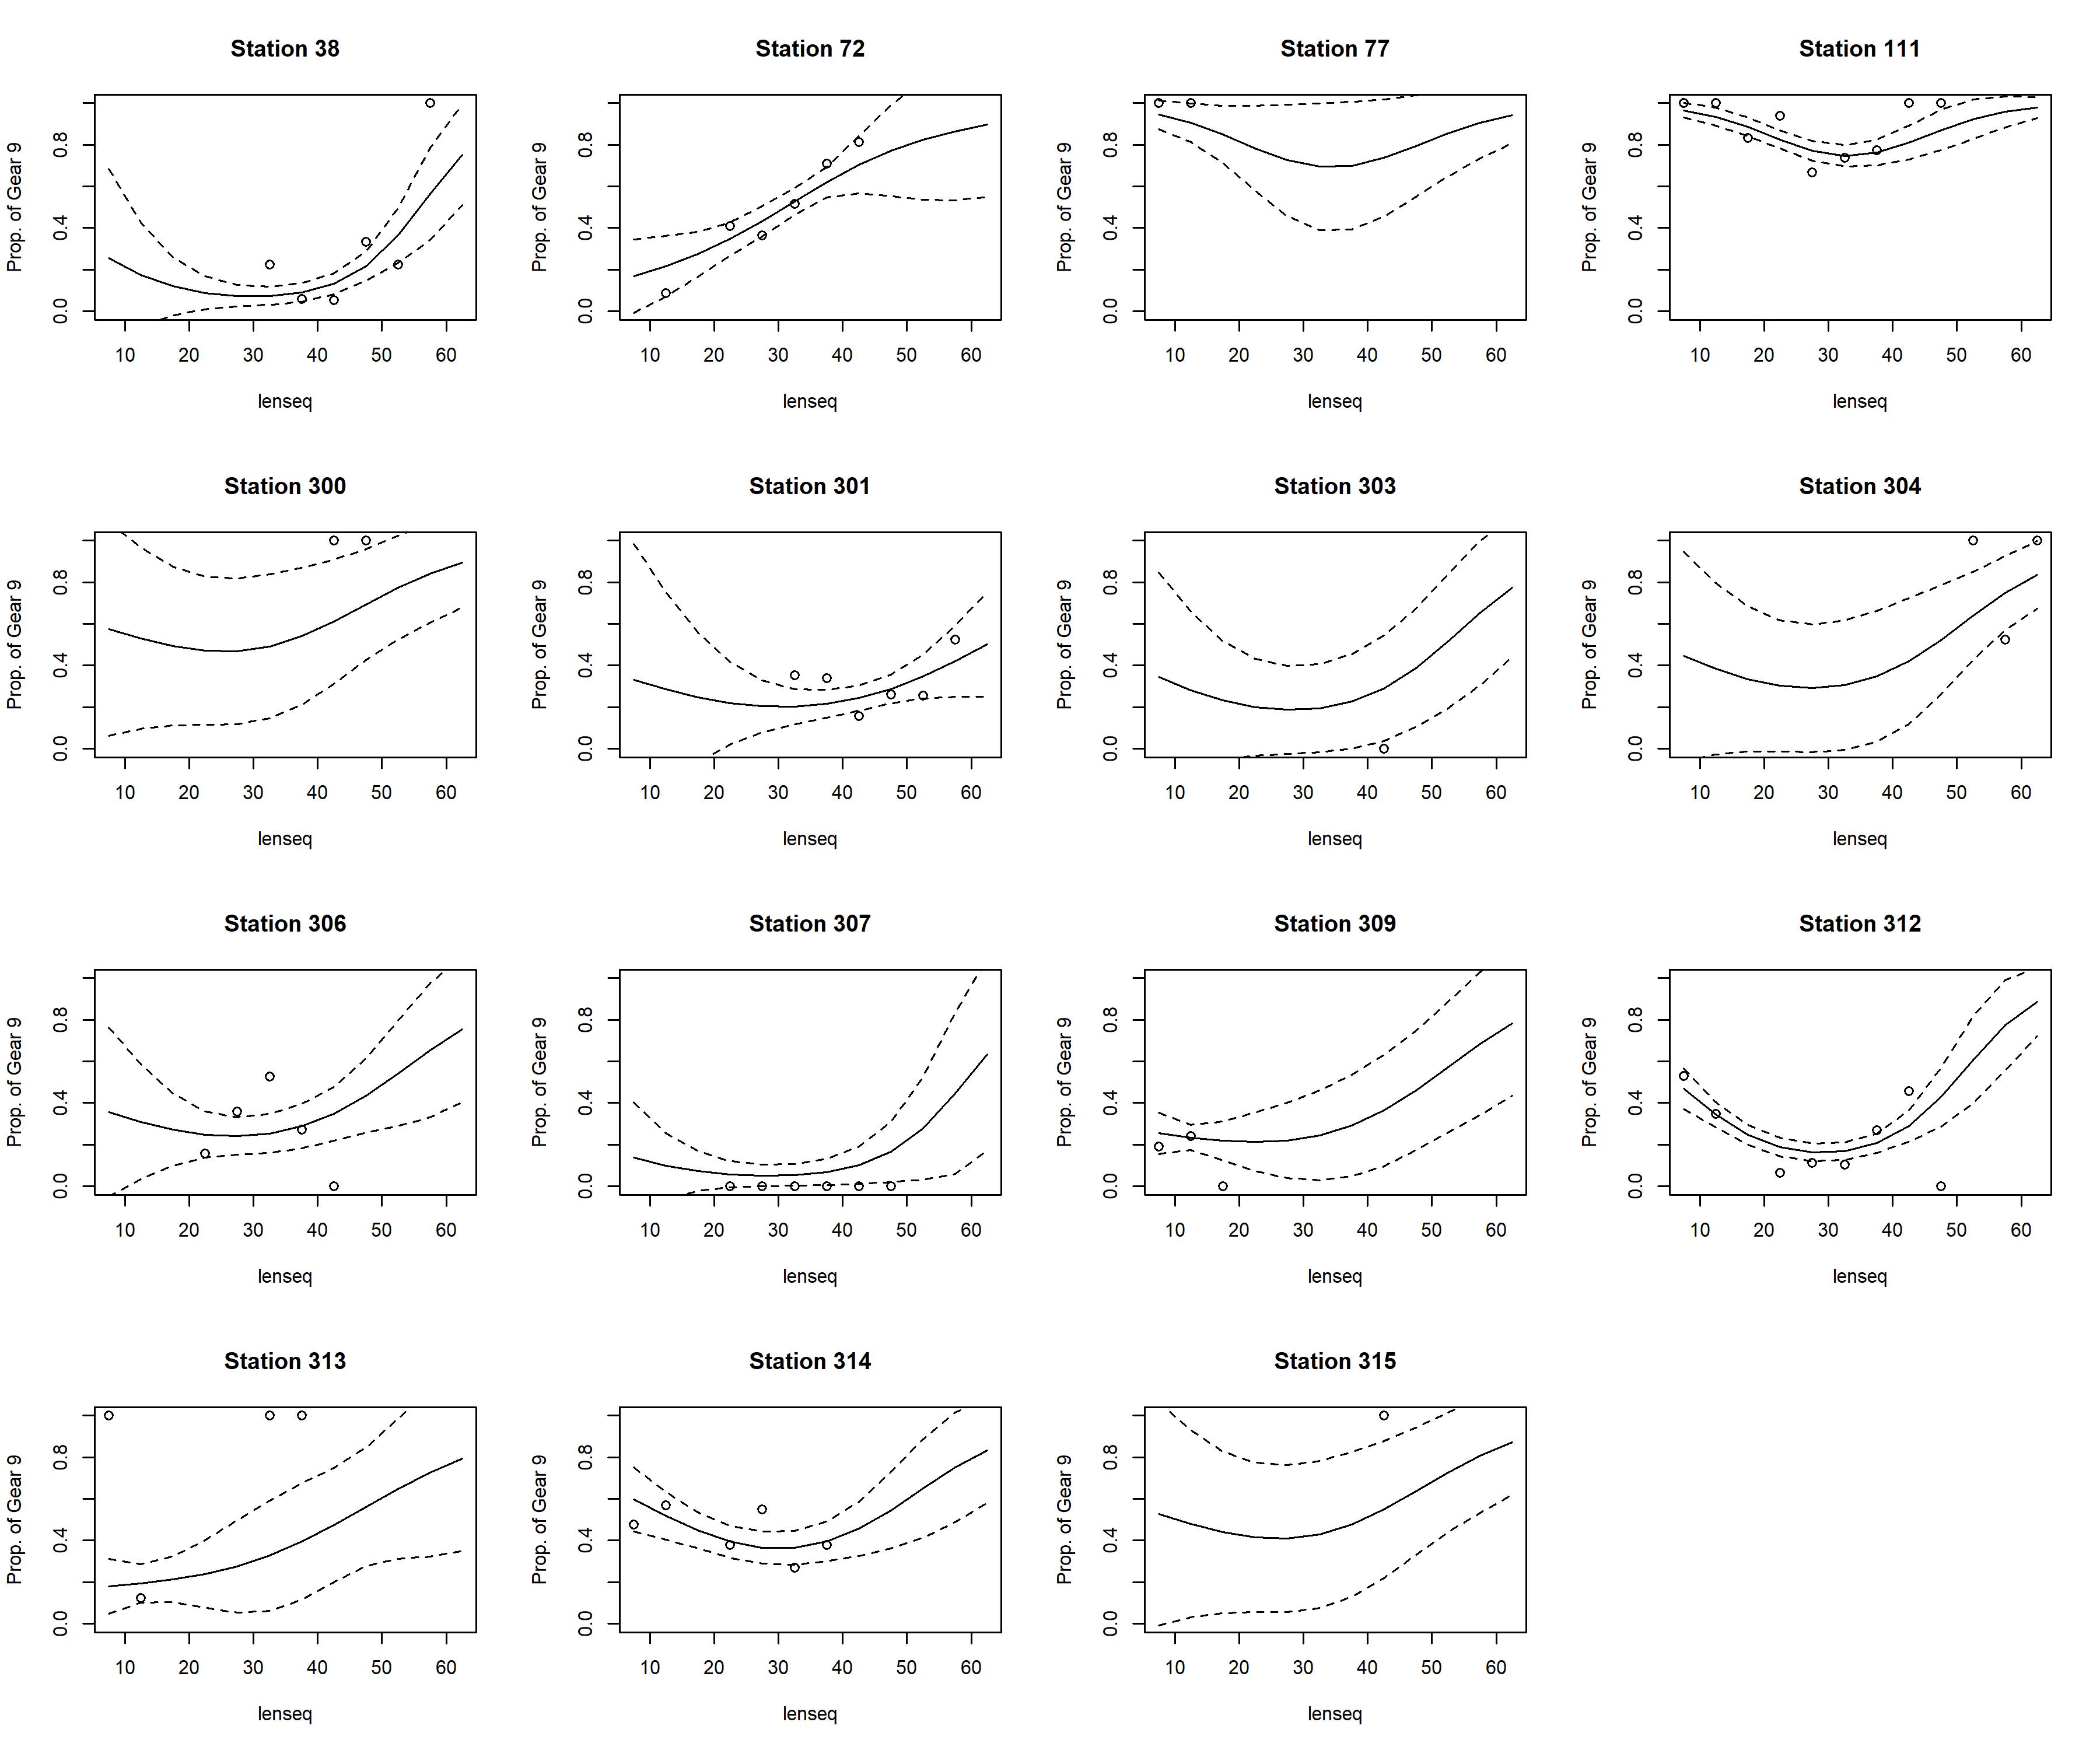 Station 38 Station 72 Station 77 Station 111
Prop. of Gear 9 Prop. of Gear 9 Prop. of Gear 9 Prop. of Gear 9
0.8 0.8 0.8 0.8
0.4 0.4 0.4 0.4
0.0 0.0 0.0 0.0
10 20 30 40 50 60 10 20 30 40 50 60 10 20 30 40 50 60 10 20 30 40 50 60
lenseq lenseq lenseq lenseq
Station 300 Station 301 Station 303 Station 304
Prop. of Gear 9 Prop. of Gear 9 Prop. of Gear 9 Prop. of Gear 9
0.8 0.8 0.8 0.8
0.4 0.4 0.4 0.4
0.0 0.0 0.0 0.0
10 20 30 40 50 60 10 20 30 40 50 60 10 20 30 40 50 60 10 20 30 40 50 60
lenseq lenseq lenseq lenseq
Station 306 Station 307 Station 309 Station 312
Prop. of Gear 9 Prop. of Gear 9 Prop. of Gear 9 Prop. of Gear 9
0.8 0.8 0.8 0.8
0.4 0.4 0.4 0.4
0.0 0.0 0.0 0.0
10 20 30 40 50 60 10 20 30 40 50 60 10 20 30 40 50 60 10 20 30 40 50 60
lenseq lenseq lenseq lenseq
Station 313 Station 314 Station 315
Prop. of Gear 9 Prop. of Gear 9 Prop. of Gear 9
0.8 0.8 0.8
0.4 0.4 0.4
0.0 0.0 0.0
10 20 30 40 50 60 10 20 30 40 50 60 10 20 30 40 50 60
lenseq lenseq lenseq